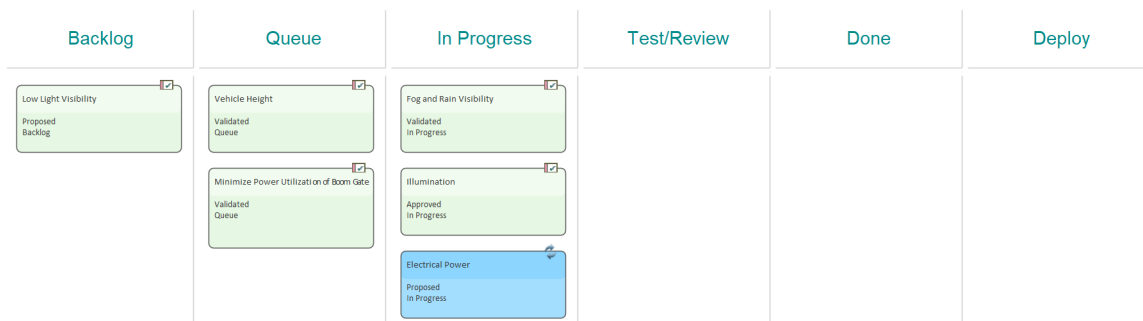 Backlog
Queue
In Progress
Test/Review
Done
Deploy
Low Light Visibility
Proposed
Backlog
Vehicle Height
Validated
Queue
Minimize Power Utilization of Boom Gate
Validated
Queue
Fog and Rain Visibility
Validated
In Progress
Illumination
Approved
In Progress
Electrical Power
Proposed
In Progress